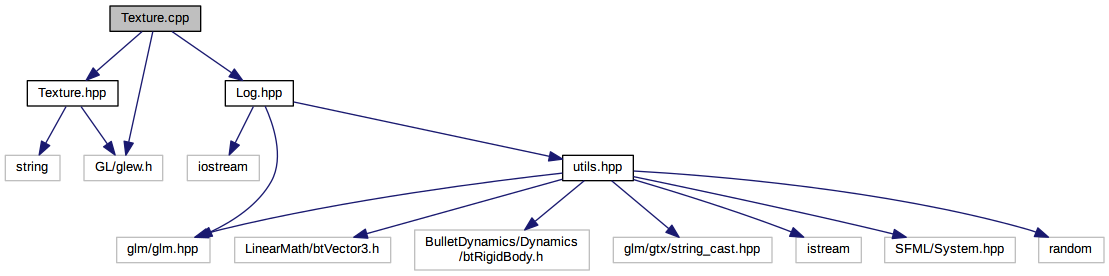 Texture.cpp
Texture.hpp
Log.hpp
string
GL/glew.h
iostream
utils.hpp
glm/glm.hpp
LinearMath/btVector3.h
BulletDynamics/Dynamics
/btRigidBody.h
glm/gtx/string_cast.hpp
istream
SFML/System.hpp
random